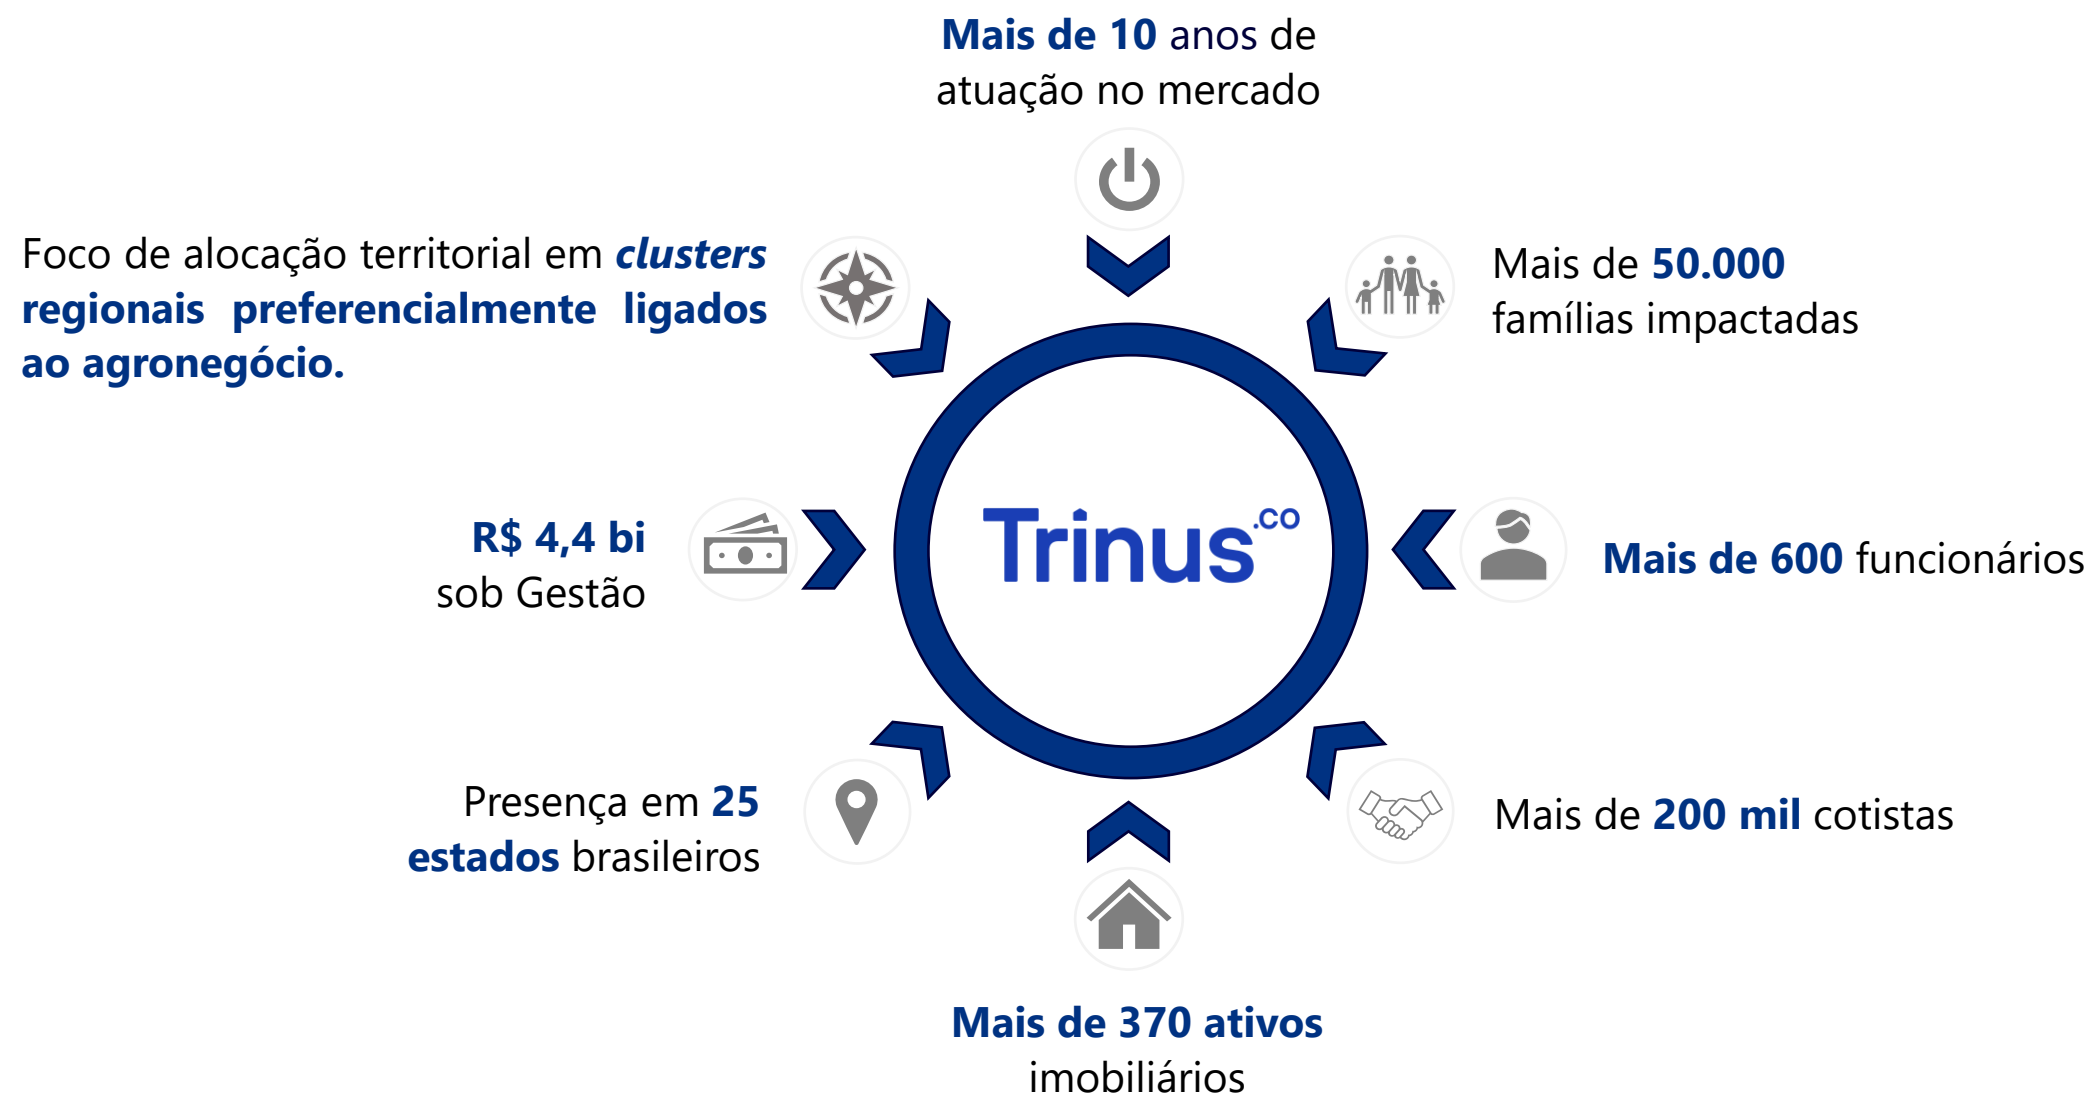 Mais de 10 anos de
atuação no mercado
Foco de alocação territorial em clusters
regionais preferencialmente ligados
ao agronegócio.
Mais de 50.000
famílias impactadas
R$ 4,4 bi
sob Gestão
Trinus.co
Mais de 600 funcionários
Presença em 25
estados brasileiros
Mais de 200 mil cotistas
Mais de 370 ativos
imobiliários